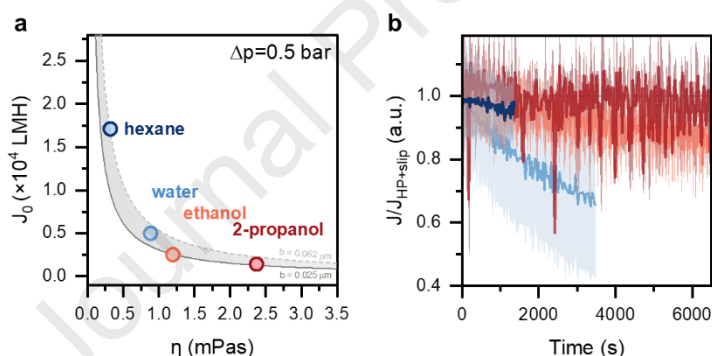 a
Δp=0.5 bar
J₀ (×10⁴ LMH)
2.5
2.0
1.5
1.0
0.5
0.0
hexane
water
ethanol
2-propanol
b = 0.062 μm
b = 0.025 μm
0.0 0.5 1.0 1.5 2.0 2.5 3.0 3.5
η (mPas)
b
J/J_HP+slip (a.u.)
1.0
0.8
0.6
0.4
0 2000 4000 6000
Time (s)
Journal Pr